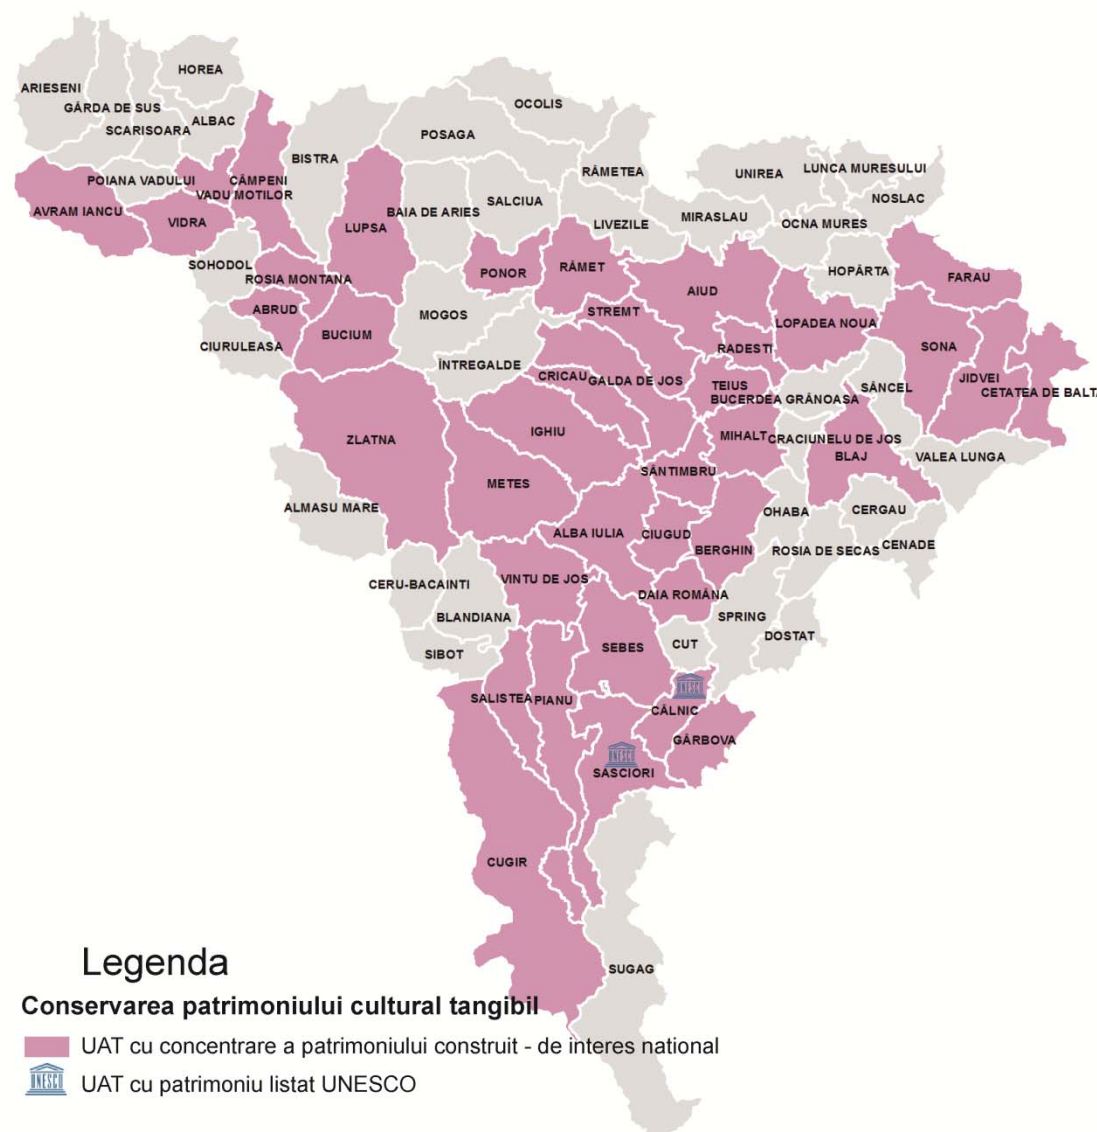 HOREA
ARIESENI
GÂRDA DE SUS
OCOLIS
ALBAC
SCARISOARA
POSAGA
BISTRA
LUNCA MURESULUI
RÂMETEA
UNIREA
POIANA VADULUI
CÂMPENI
VADU MOTILOR
NOSLAC
SALCIUA
AVRAM IANCU
BAIA DE ARIES
MIRASLAU
VIDRA
LIVEZILE
OCNA MURES
LUPSA
SOHODOL
RÂMET
HOPÂRTA
PONOR
FARAU
ROSIA MONTANA
AIUD
ABRUD
STREMT
MOGOS
LOPADEA NOUA
BUCIUM
CIURULEASA
RADESTI
SONA
ÎNTREGALDE
CRICAU
GALDA DE JOS
JIDVEI
TEIUS
SÂNCEL
CETATEA DE BALTA
BUCERDEA GRÂNOASA
IGHIU
MIHALT
ZLATNA
CRACIUNELU DE JOS
BLAJ
VALEA LUNGA
SÂNTIMBRU
METES
ALMASU MARE
OHABA
CERGAU
ALBA IULIA
CIUGUD
CENADE
BERGHIN
ROSIA DE SECAS
VINTU DE JOS
CERU-BACAINTI
DAIA ROMÂNA
BLANDIANA
SPRING
DOSTAT
SEBES
CUT
SIBOT
UNESCO
SALISTEA
PIANU
CÂLNIC
GÂRBOVA
UNESCO
SASCIORI
CUGIR
SUGAG
Legenda
Conservarea patrimoniului cultural tangibil
UAT cu concentrare a patrimoniului construit - de interes national
UNESCO
UAT cu patrimoniu listat UNESCO